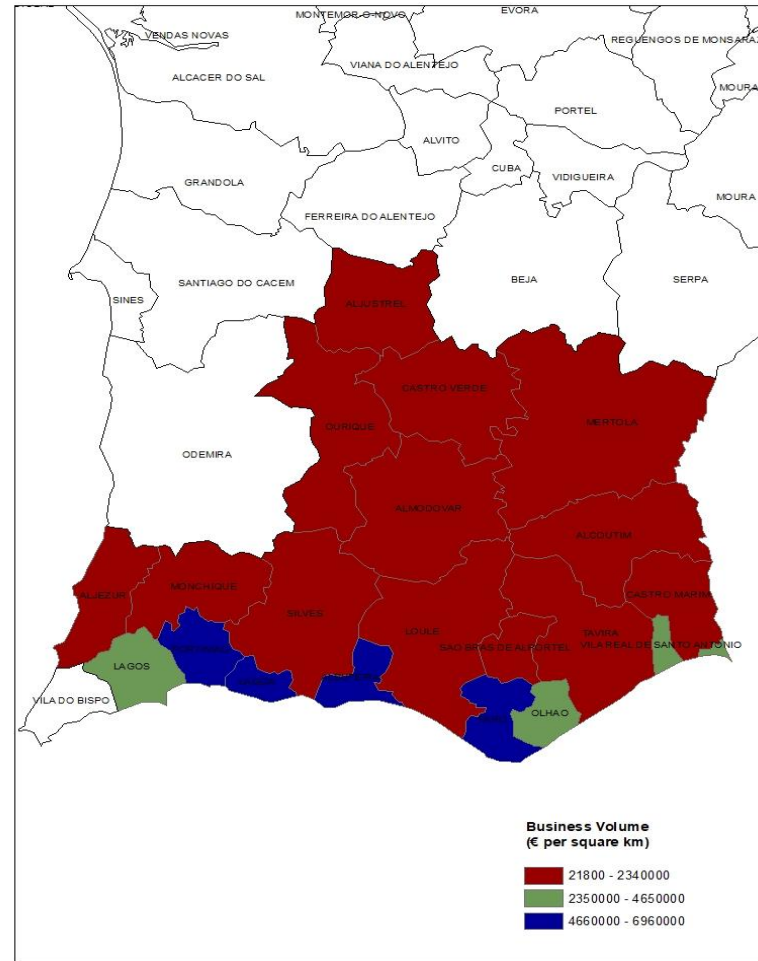 MONTEMOR-O-NOVO
EVORA
VENDAS NOVAS
REGUENGOS DE MONSARAZ
VIANA DO ALENTEJO
ALCACER DO SAL
MOURA
PORTEL
ALVITO
CUBA
VIDIGUEIRA
GRANDOLA
MOURA
FERREIRA DO ALENTEJO
SANTIAGO DO CACEM
BEJA
SERPA
SINES
ALJUSTREL
CASTRO VERDE
OURIQUE
MERTOLA
ODEMIRA
ALMODOVAR
ALCOUTIM
MONCHIQUE
ALJEZUR
CASTRO MARIM
SILVES
LOULE
TAVIRA
SAO BRAS DE ALPORTEL
VILA REAL DE SANTO ANTONIO
LAGOS
VILA DO BISPO
OLHAO
Business Volume
(€ per square km)
21800 - 2340000
2350000 - 4650000
4660000 - 6960000